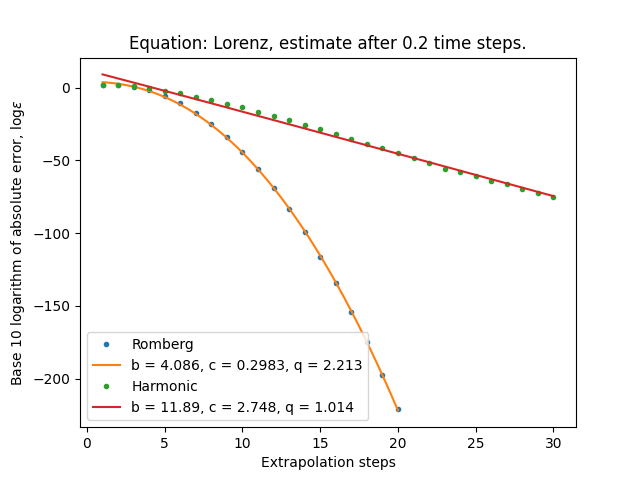 Equation: Lorenz, estimate after 0.2 time steps.
Base 10 logarithm of absolute error, logε
0
−50
−100
−150
−200
Romberg
b = 4.086, c = 0.2983, q = 2.213
Harmonic
b = 11.89, c = 2.748, q = 1.014
0 5 10 15 20 25 30
Extrapolation steps